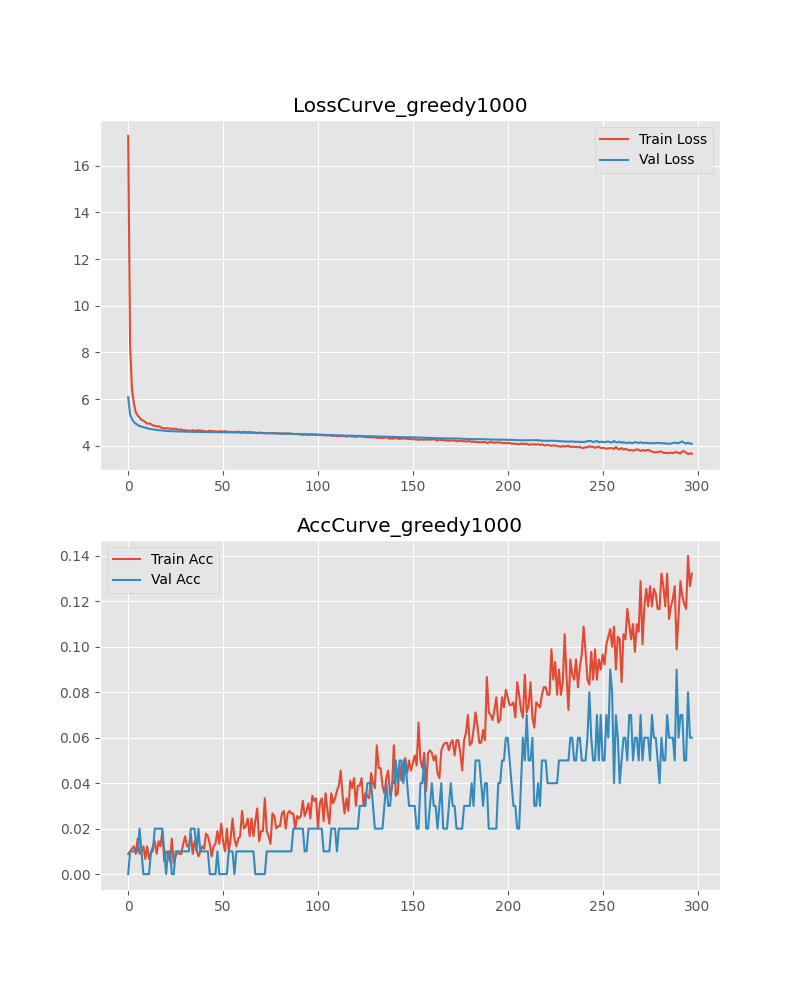 LossCurve_greedy1000
Train Loss
Val Loss
16
14
12
10
8
6
4
0 50 100 150 200 250 300
AccCurve_greedy1000
Train Acc
Val Acc
0.14
0.12
0.10
0.08
0.06
0.04
0.02
0.00
0 50 100 150 200 250 300